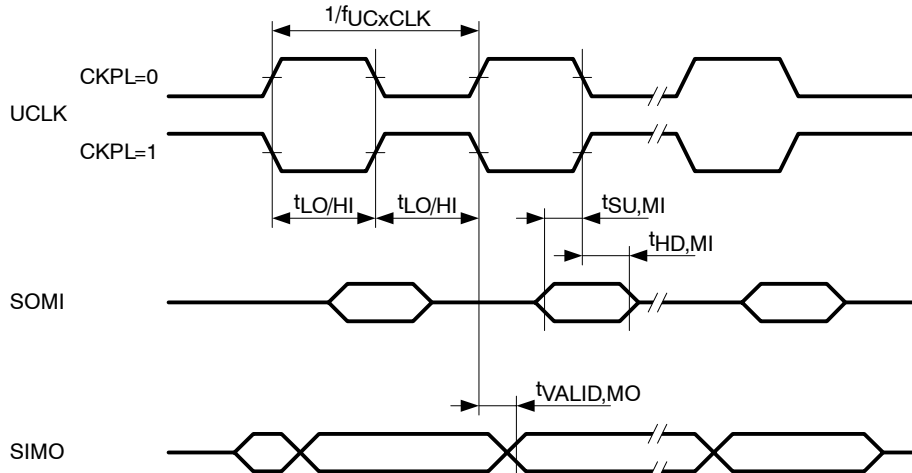 1/fUCxCLK
CKPL=0
UCLK
CKPL=1
tLO/HI tLO/HI tSU,MI
tHD,MI
SOMI
tVALID,MO
SIMO